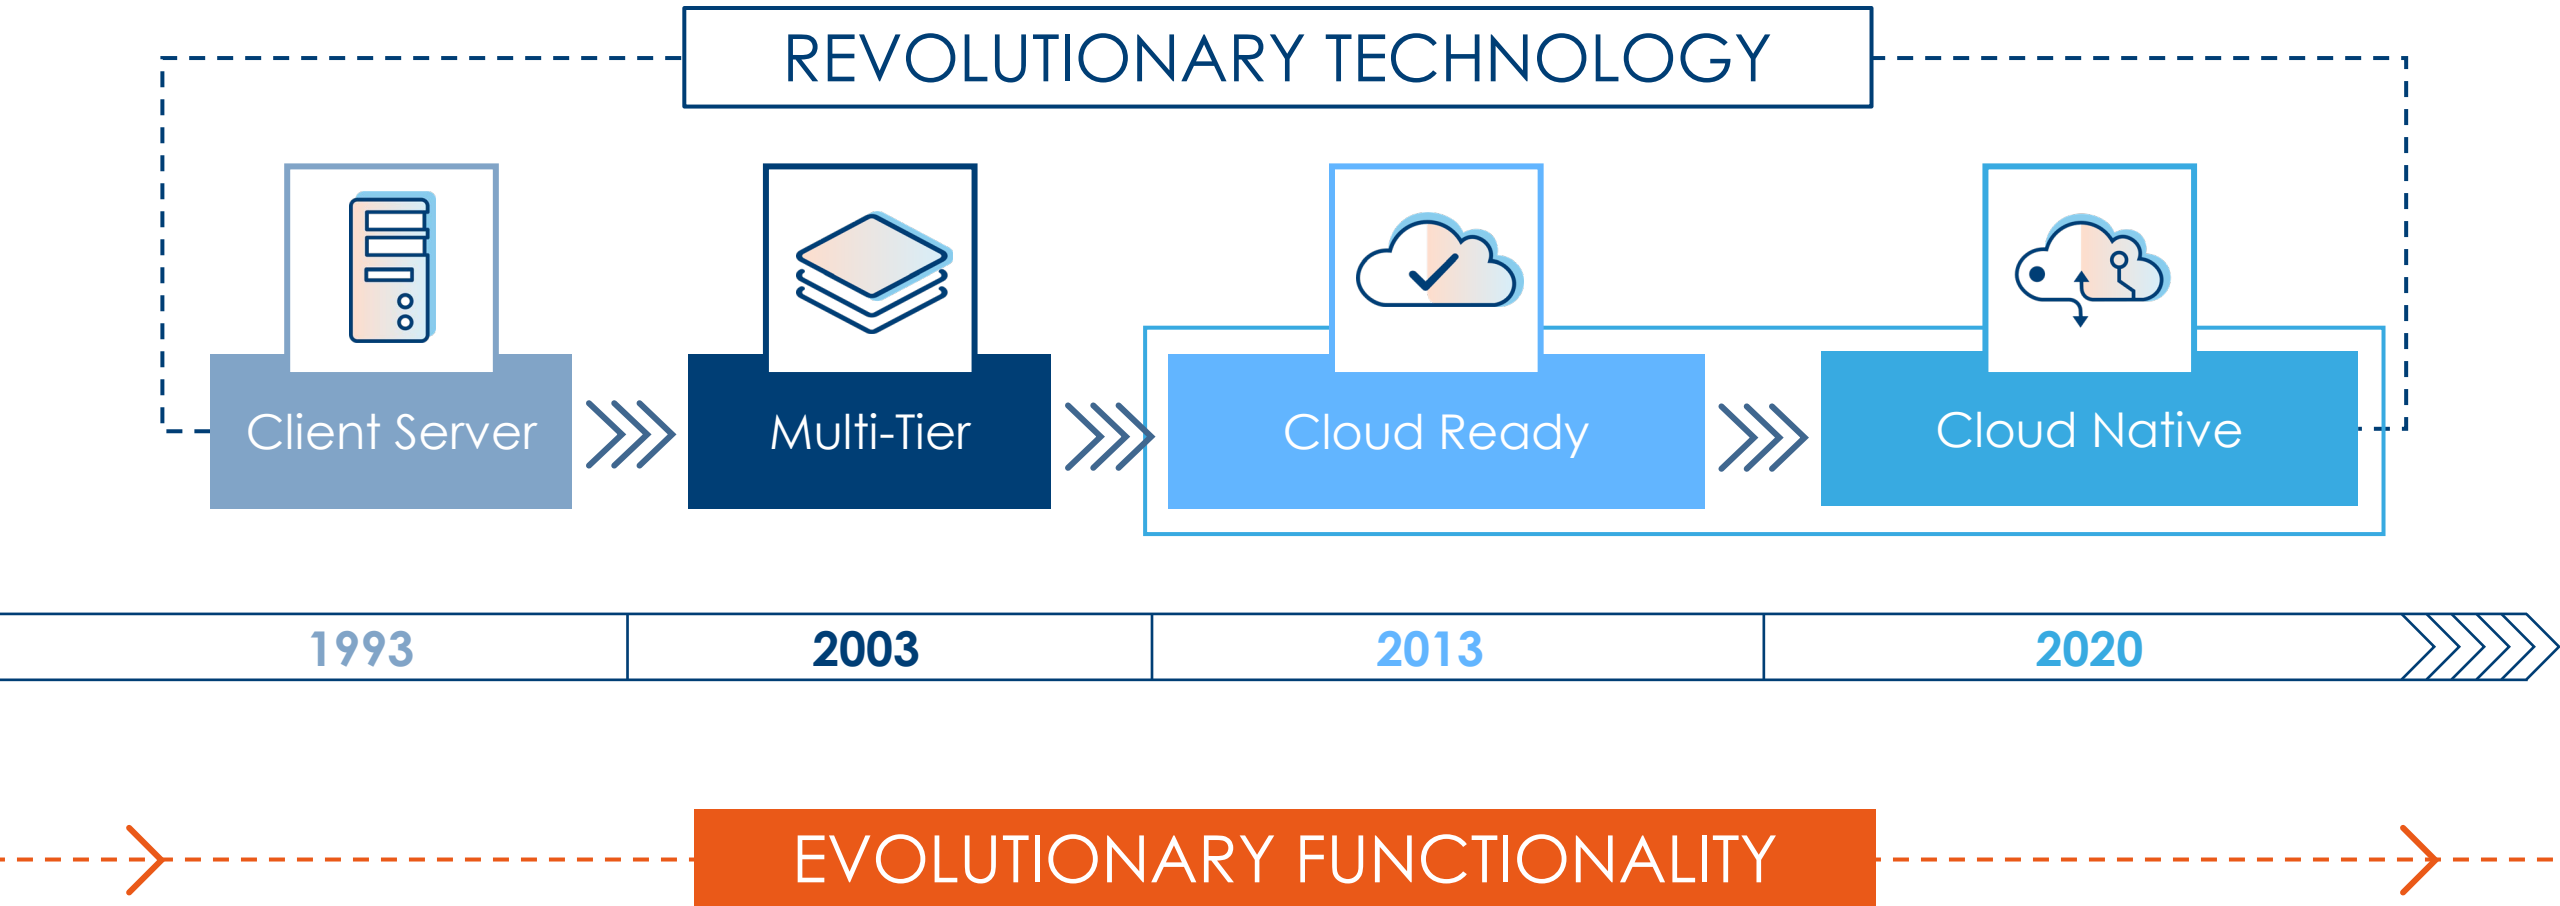 REVOLUTIONARY TECHNOLOGY
Client Server
Multi-Tier
Cloud Ready
Cloud Native
1993
2003
2013
2020
EVOLUTIONARY FUNCTIONALITY